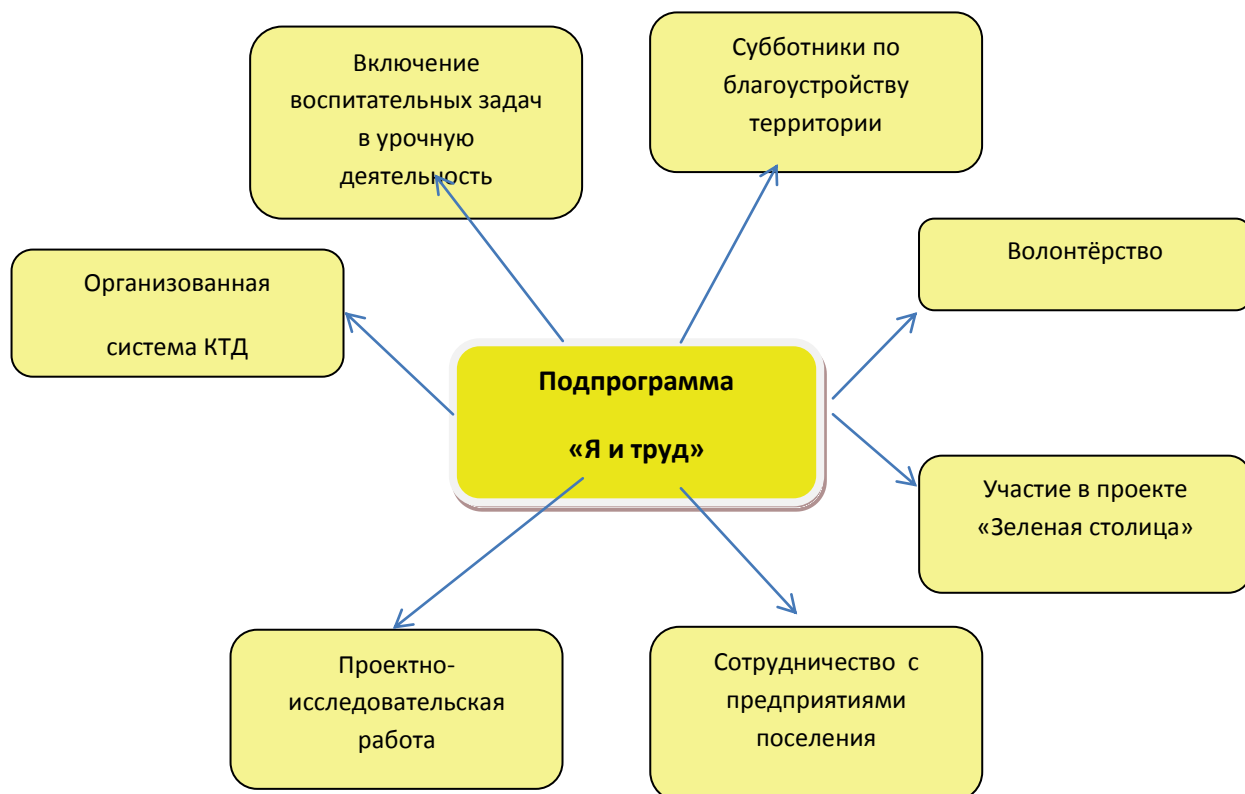 Включение
воспитательных задач
в урочную
деятельность
Субботники по
благоустройству
территории
Организованная
система КТД
Волонтёрство
Подпрограмма
«Я и труд»
Участие в проекте
«Зеленая столица»
Проектно-
исследовательская
работа
Сотрудничество с
предприятиями
поселения